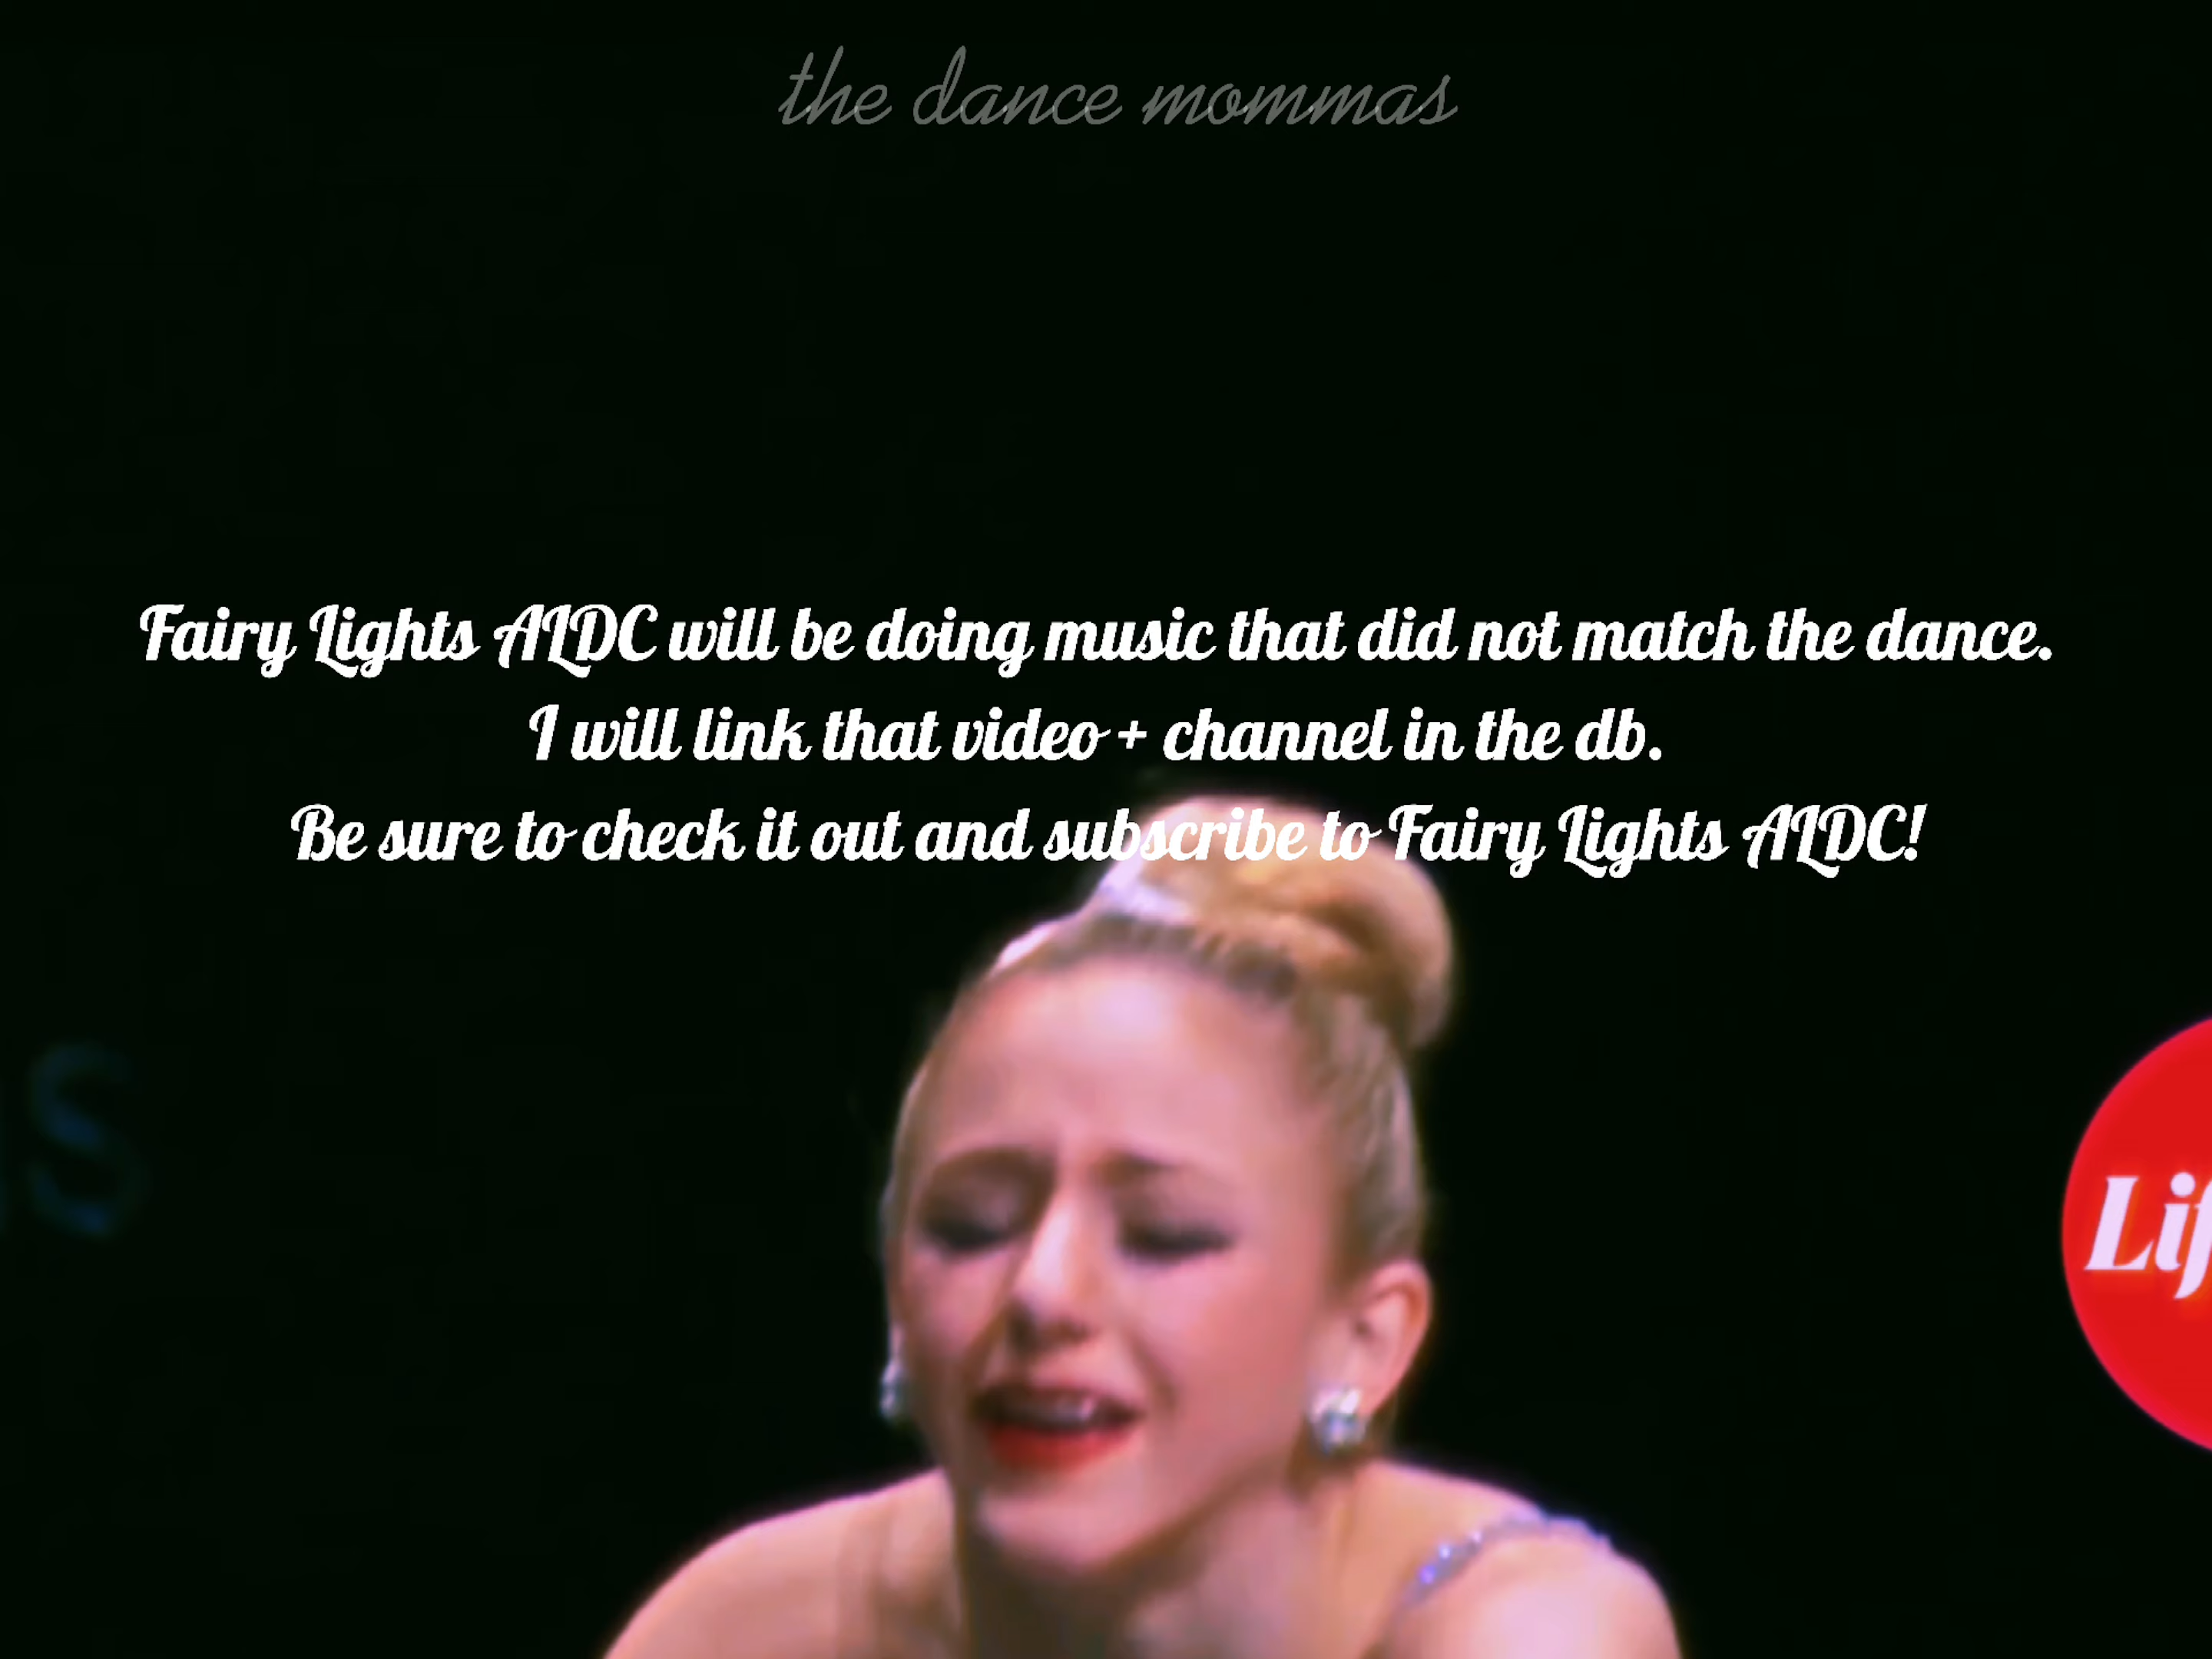 the dance mommas
Fairy Lights ALDC will be doing music that did not match the dance.
I will link that video + channel in the db.
Be sure to check it out and subscribe to Fairy Lights ALDC!
S
Lif